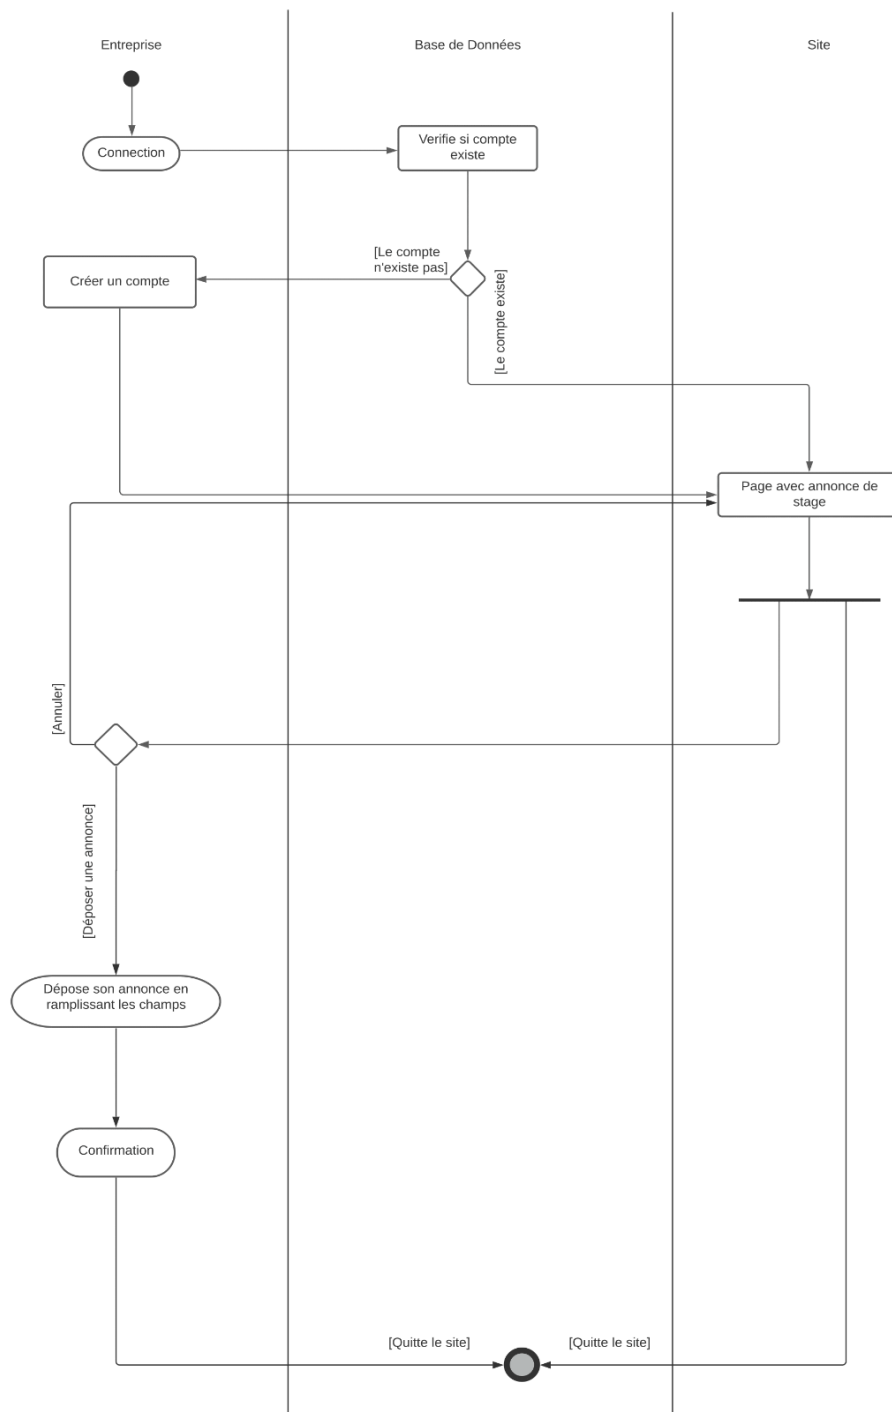 Entreprise
Base de Données
Site
Connection
Verifie si compte
existe
[Le compte
n'existe pas]
Créer un compte
[Le compte existe]
Page avec annonce de
stage
[Annuler]
[Déposer une annonce]
Dépose son annonce en
ramplissant les champs
Confirmation
[Quitte le site]
[Quitte le site]